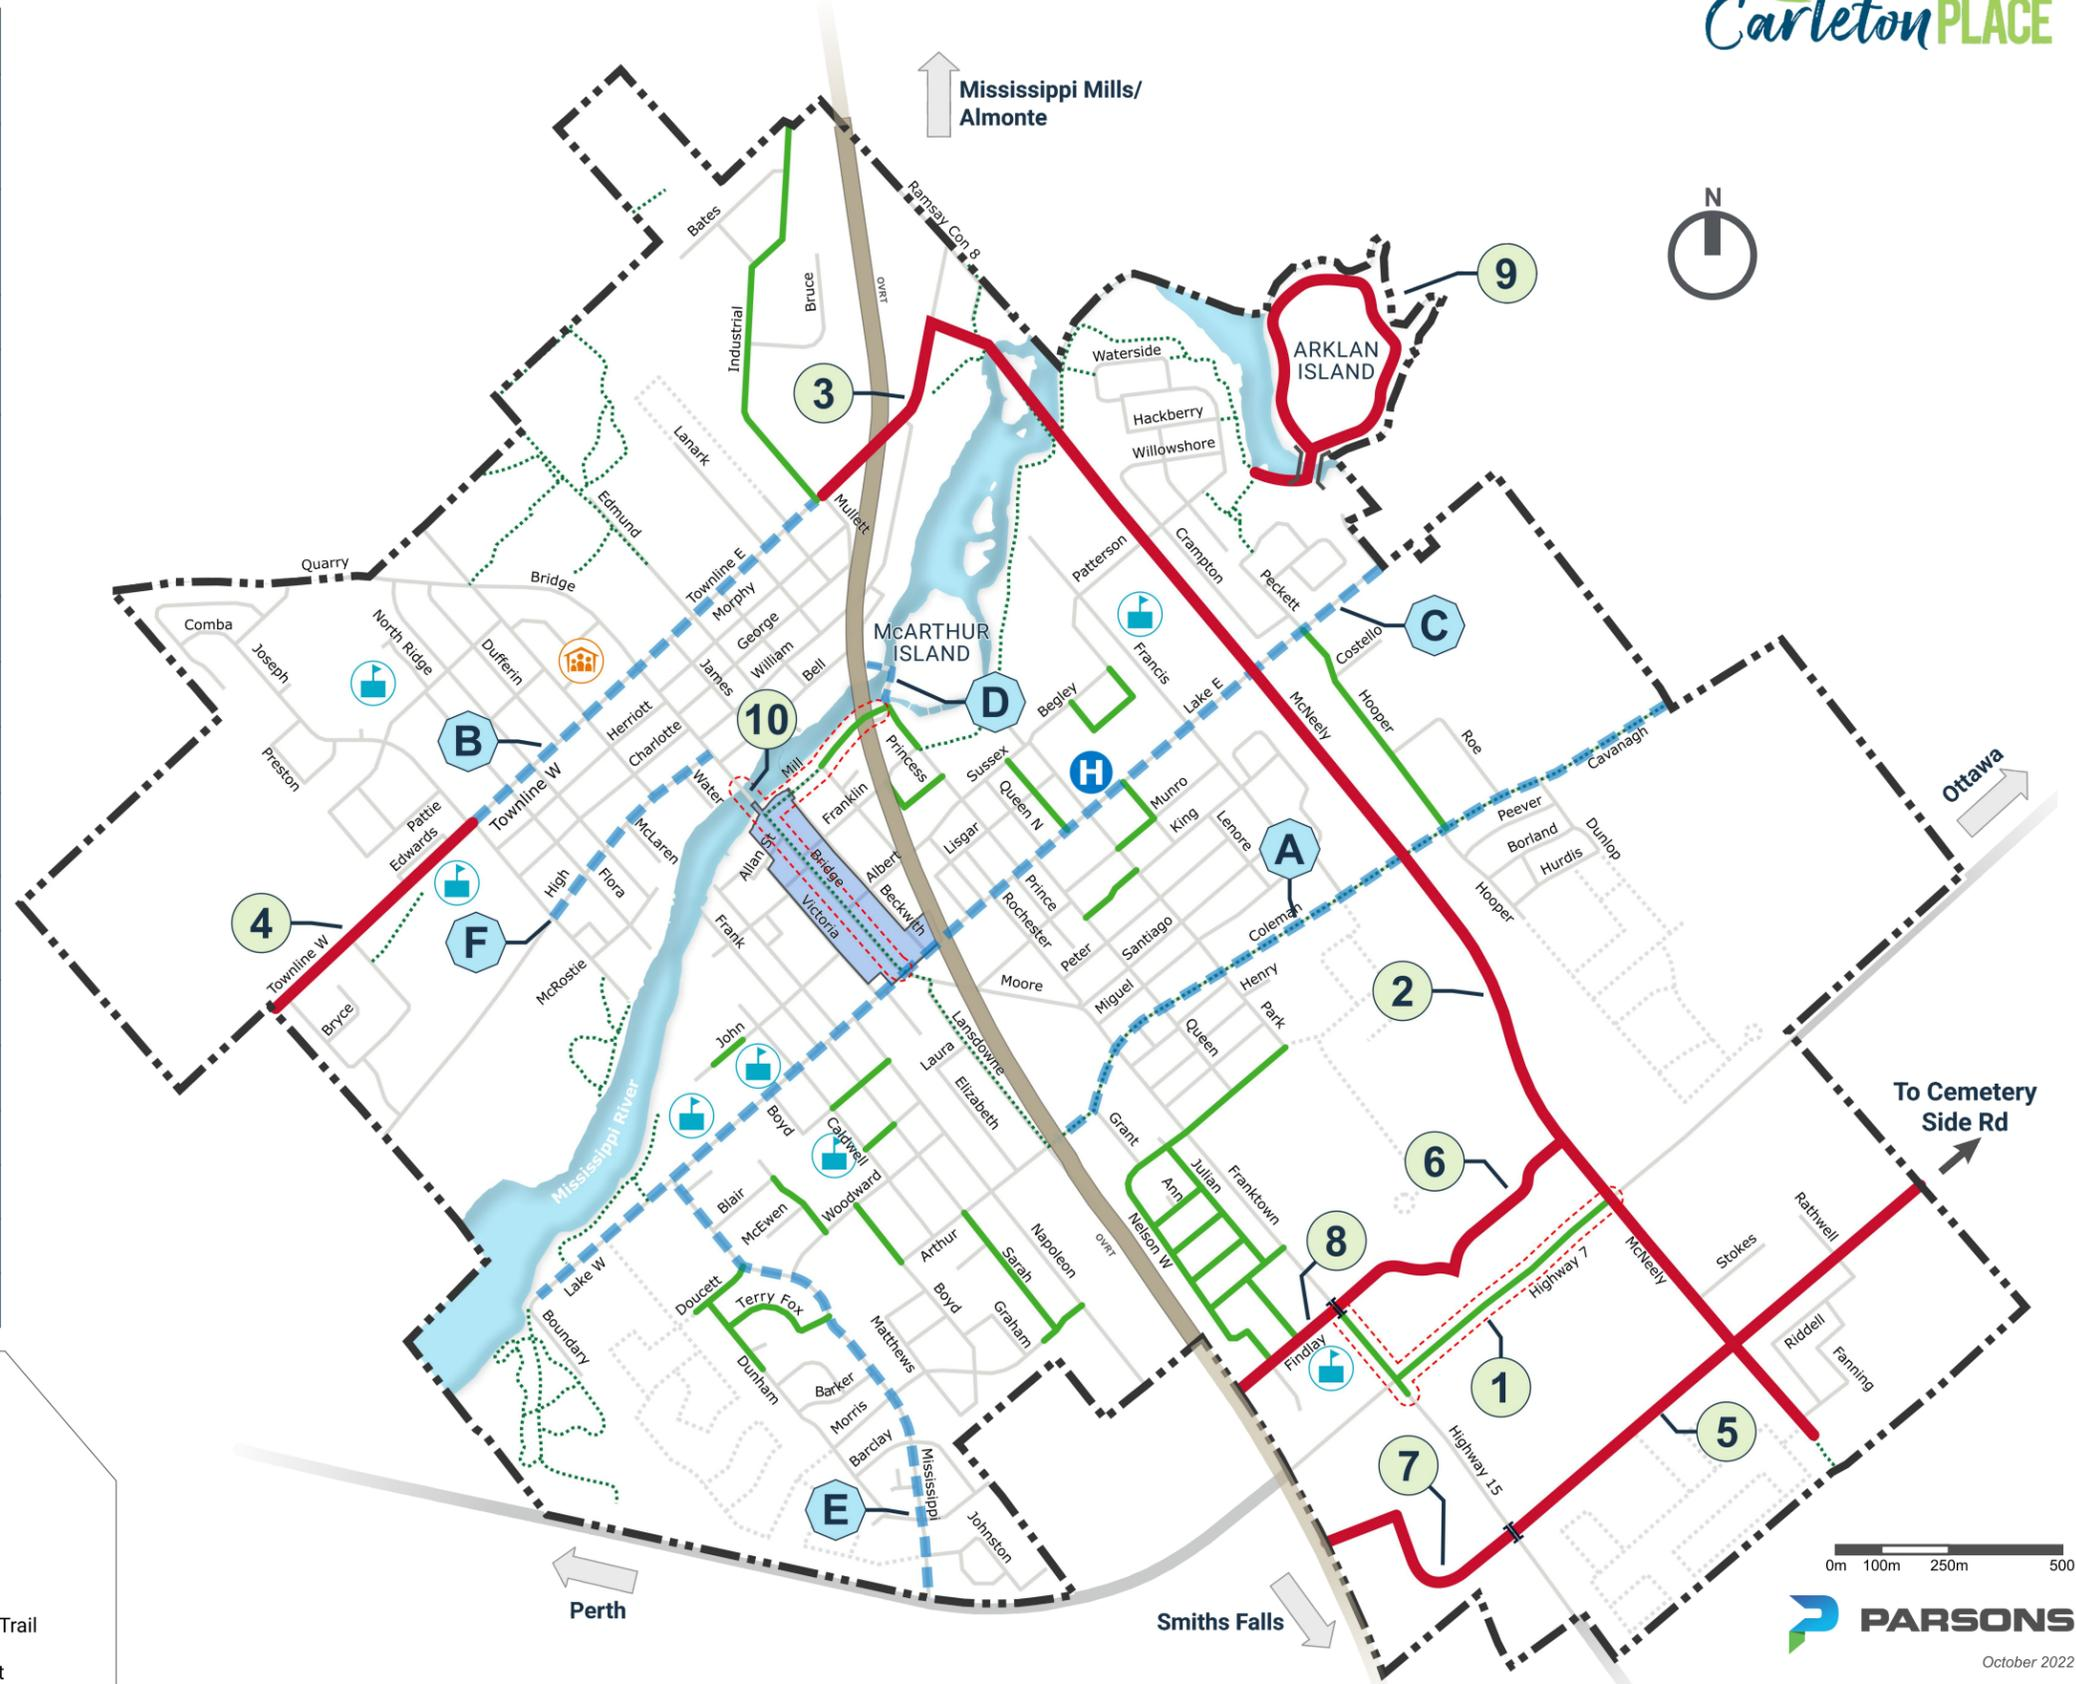 Carleton PLACE
Mississippi Mills/
Almonte
N
Ramsay Con 8
Bates
Bruce
OVRT
Industrial
9
ARKLAN
ISLAND
3
Waterside
Hackberry
Willowshore
Lanark
Mullett
Edmund
Quarry
Bridge
Townline E
Morphy
Patterson
Crampton
Peckett
C
Costello
Comba
Joseph
North Ridge
Dufferin
George
William
Bell
James
McARTHUR
ISLAND
Francis
D
Begley
Lake E
McNeely
Hooper
Roe
Cavanagh
Ottawa
B
Herriott
Charlotte
10
Preston
Townline W
Water
Mill
Princess
Sussex
H
Queen N
Munro
King
Lenore
Peever
Borland
Hurdis
Dunlop
Pattie
Edwards
McLaren
Franklin
Lisgar
Allan St
Bridge
Albert
Beckwith
Victoria
A
4
High
Flora
F
Frank
Prince
Rochester
Peter
Santiago
Coleman
Hooper
Townline W
McRostie
Moore
Miguel
Henry
Park
2
Bryce
John
Laura
Lansdowne
Queen
Elizabeth
Mississippi River
Boyd
Caldwell
Grant
To Cemetery
Side Rd
6
Blair
McEwen
Woodward
Julian
Ann
Franktown
Nelson W
Arthur
Napoleon
OVRT
8
Highway 7
McNeely
Stokes
Rathwell
Lake W
Doucett
Terry Fox
Sarah
Boyd
Graham
Boundary
Matthews
Findlay
1
Riddell
Fanning
Dunham
Barker
Morris
Barclay
5
7
Highway 15
E
Mississippi
Johnston
Perth
Smiths Falls
0m 100m 250m 500
PARSONS
October 2022
Trail
t